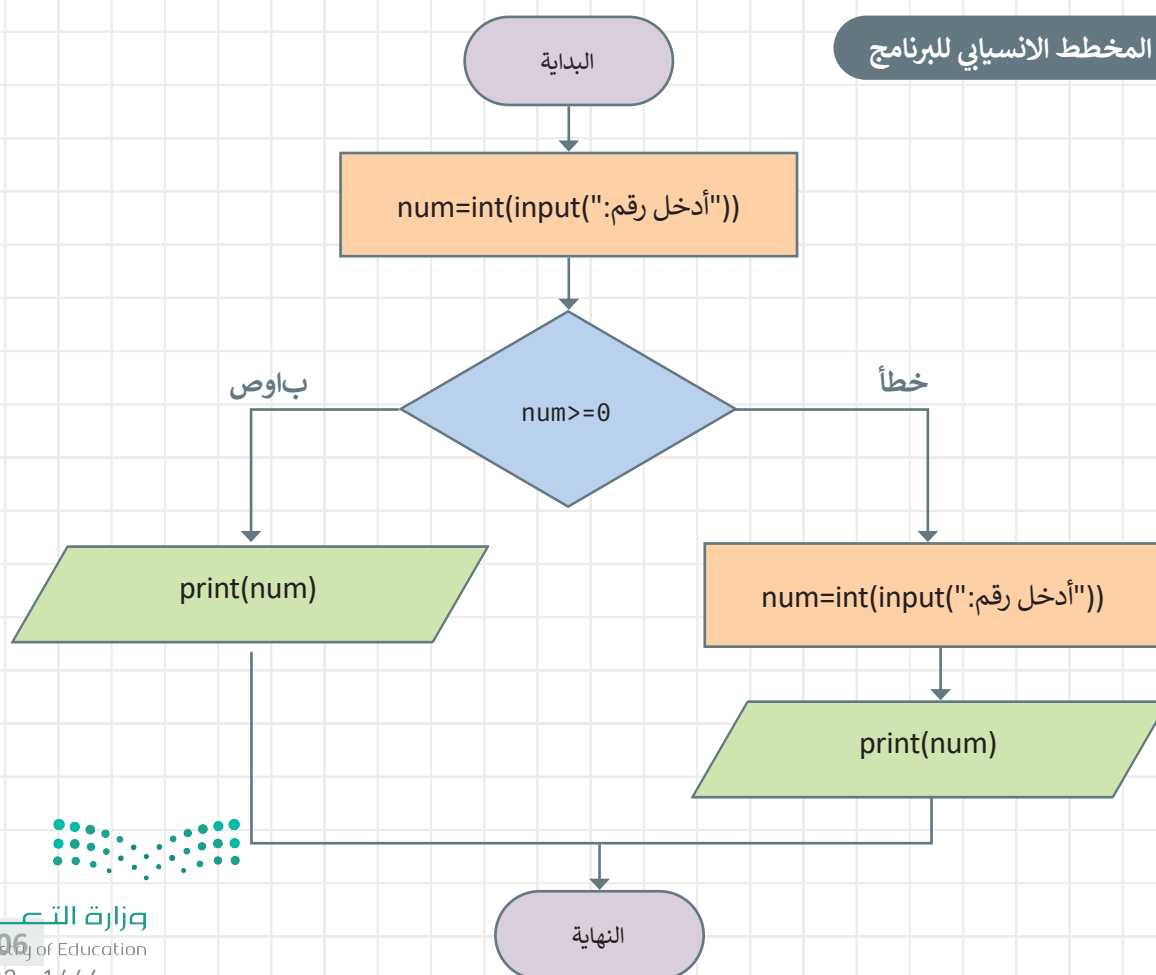 المخطط الانسيابي للبرنامج
البداية
num=int(input("أدخل رقم:"))
num>=0
خطأ
باوص
print(num)
num=int(input("أدخل رقم:"))
print(num)
النهاية
وزارة التع
of Education